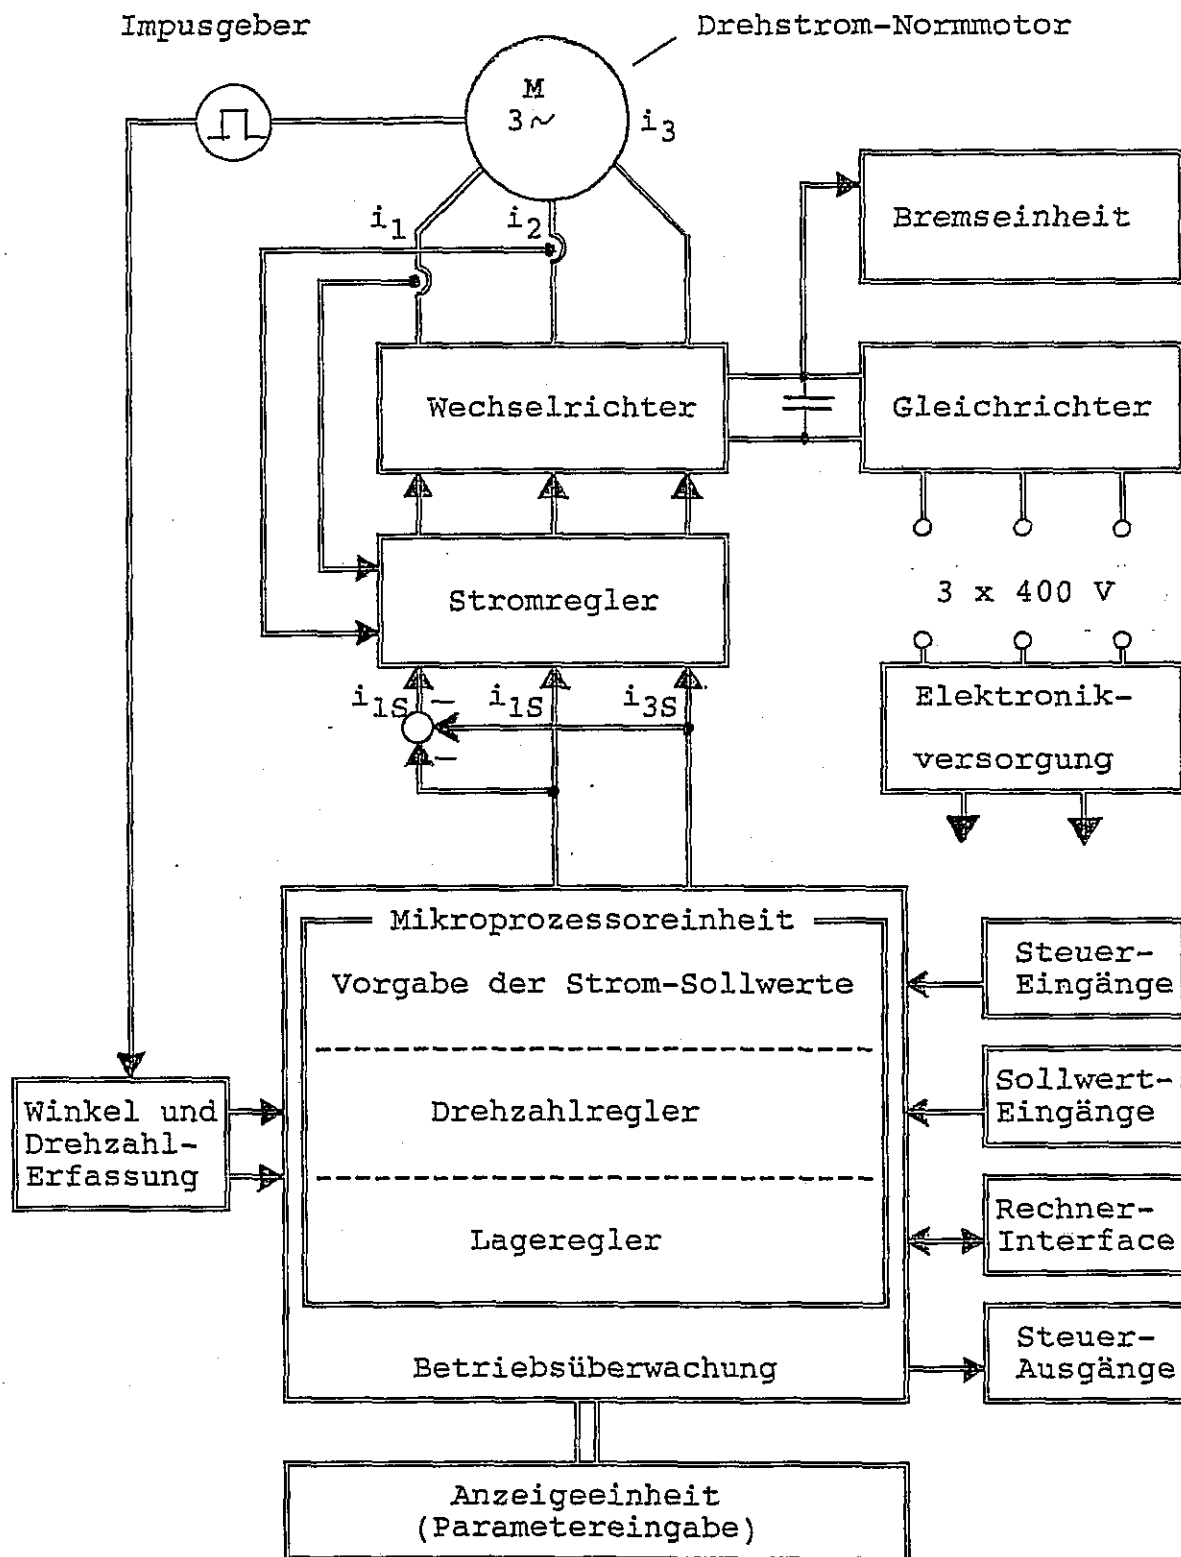 Impusgeber
Drehstrom-Normmotor
M
3~
i3
i1
i2
Bremseinheit
Wechselrichter
Gleichrichter
3 x 400 V
Stromregler
i1S
i1S
i3S
Elektronik-
versorgung
Mikroprozessoreinheit
Vorgabe der Strom-Sollwerte
Drehzahlregler
Lageregler
Betriebsüberwachung
Winkel und
Drehzahl-
Erfassung
Steuer-
Eingänge
Sollwert-
Eingänge
Rechner-
Interface
Steuer-
Ausgänge
Anzeigeeinheit
(Parametereingabe)